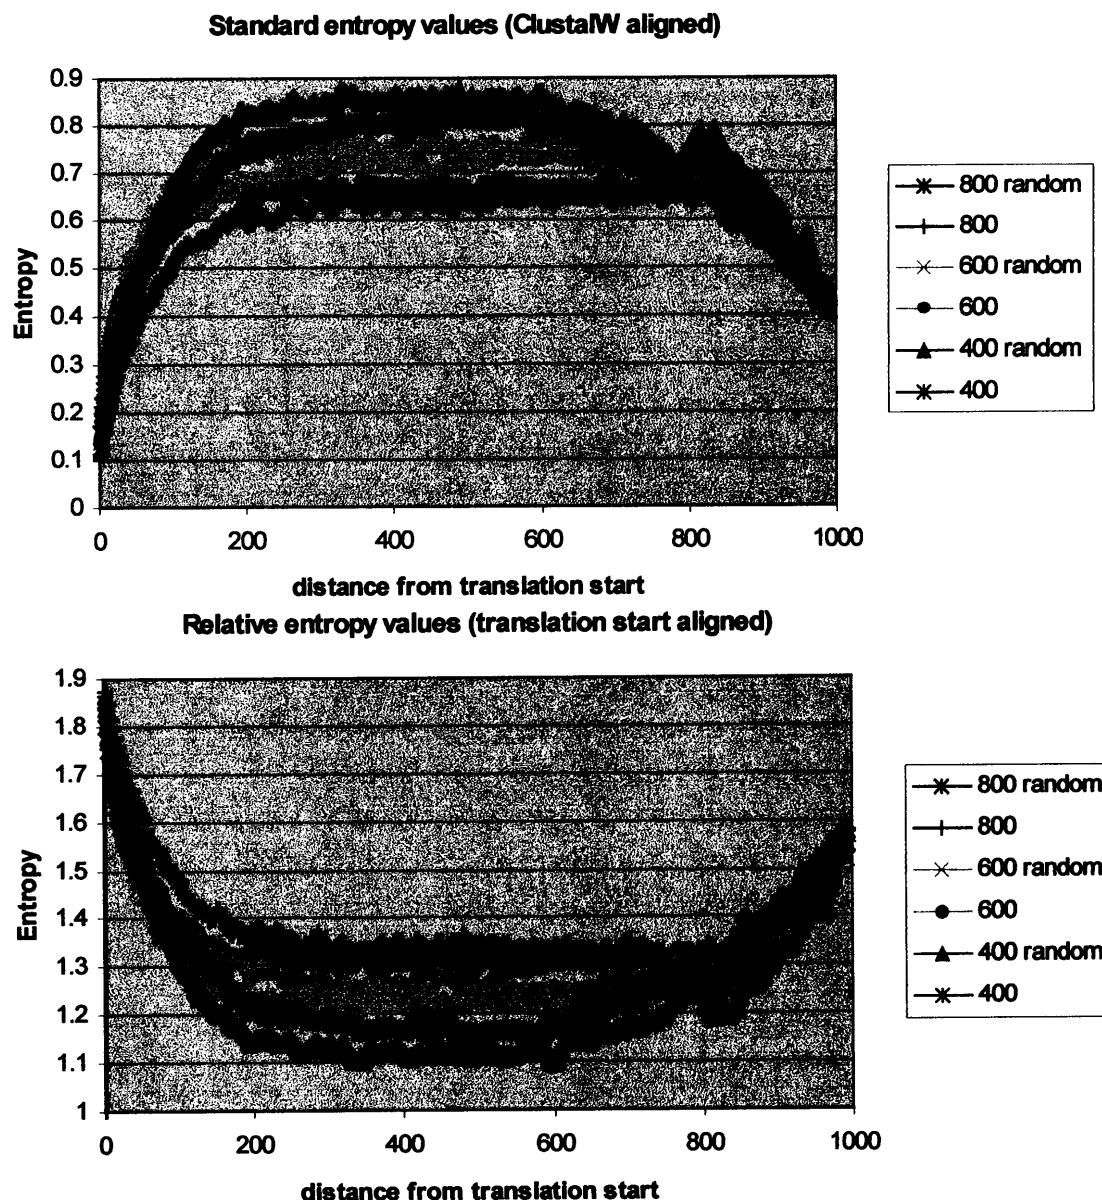 Standard entropy values (ClustalW aligned)
0.9
0.8
0.7
0.6
0.5
0.4
0.3
0.2
0.1
0
Entropy
0 200 400 600 800 1000
distance from translation start
800 random
800
600 random
600
400 random
400
Relative entropy values (translation start aligned)
1.9
1.8
1.7
1.6
1.5
1.4
1.3
1.2
1.1
1
Entropy
0 200 400 600 800 1000
distance from translation start
800 random
800
600 random
600
400 random
400